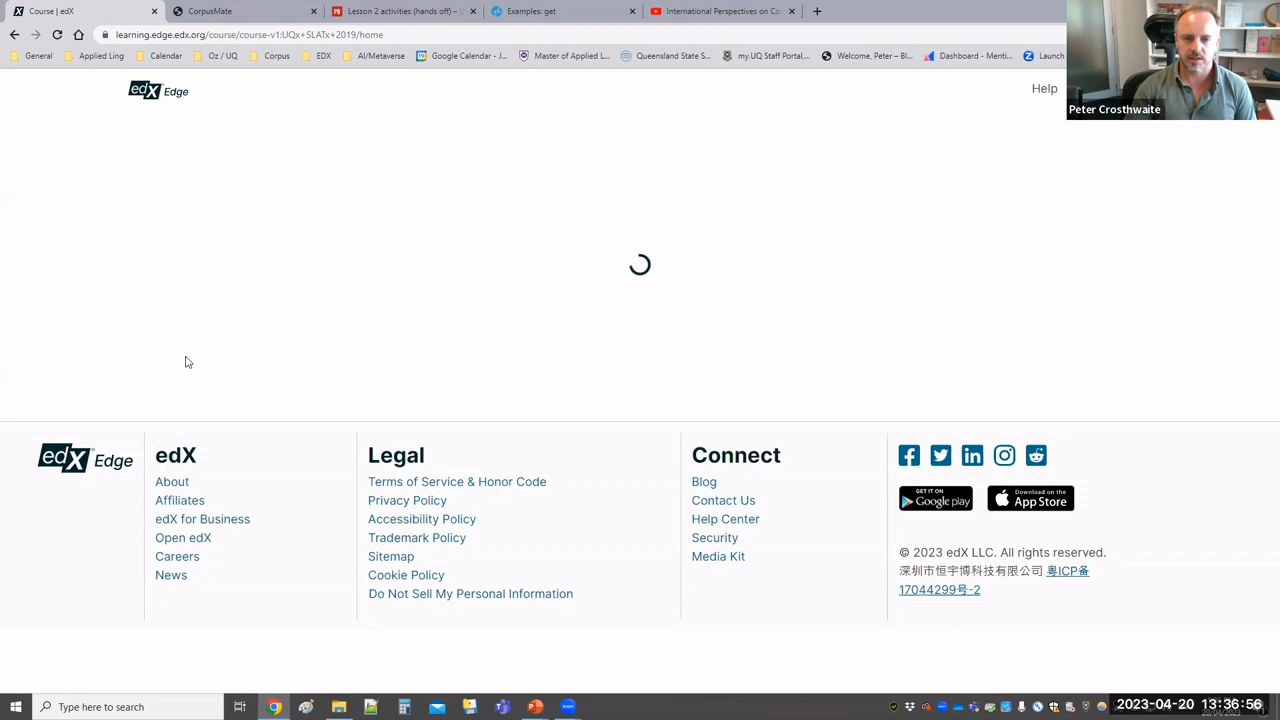 Course | edX
CorpusMate
Lesson 2 activities (hands off) –
Examples: get
International Perspectives on Co
learning.edge.edx.org/course/course-v1:UQx+SLATx+2019/home
General
Applied Ling
Calendar
Oz / UQ
Corpus
EDX
AI/Metaverse
Google Calendar - J...
Master of Applied L...
Queensland State S...
my.UQ Staff Portal,...
Welcome, Peter – Bl...
Dashboard - Menti...
Launch
edX Edge
Help
Peter Crosthwaite
edX Edge
edX
About
Affiliates
edX for Business
Open edX
Careers
News
Legal
Terms of Service & Honor Code
Privacy Policy
Accessibility Policy
Trademark Policy
Sitemap
Cookie Policy
Do Not Sell My Personal Information
Connect
Blog
Contact Us
Help Center
Security
Media Kit
GET IT ON
Google play
Download on the
App Store
© 2023 edX LLC. All rights reserved.
深圳市恒宇博科技有限公司 粤ICP备
17044299号-2
Type here to search
2023-04-20 13:36:56